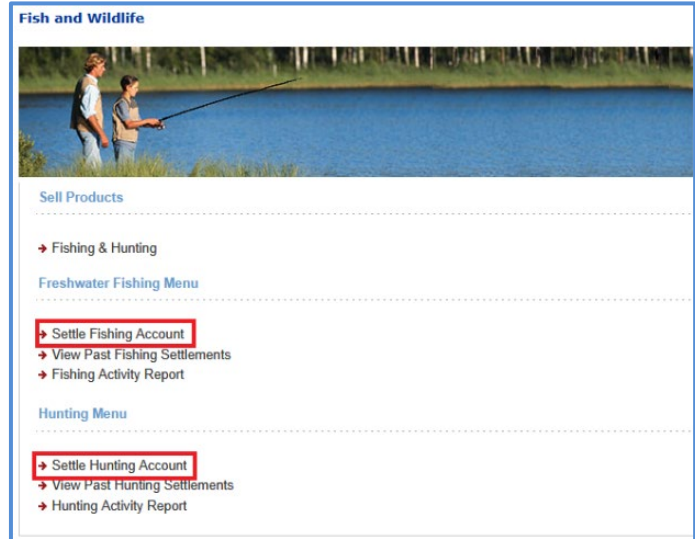 Fish and Wildlife
Sell Products
Fishing & Hunting
Freshwater Fishing Menu
Settle Fishing Account
View Past Fishing Settlements
Fishing Activity Report
Hunting Menu
Settle Hunting Account
View Past Hunting Settlements
Hunting Activity Report